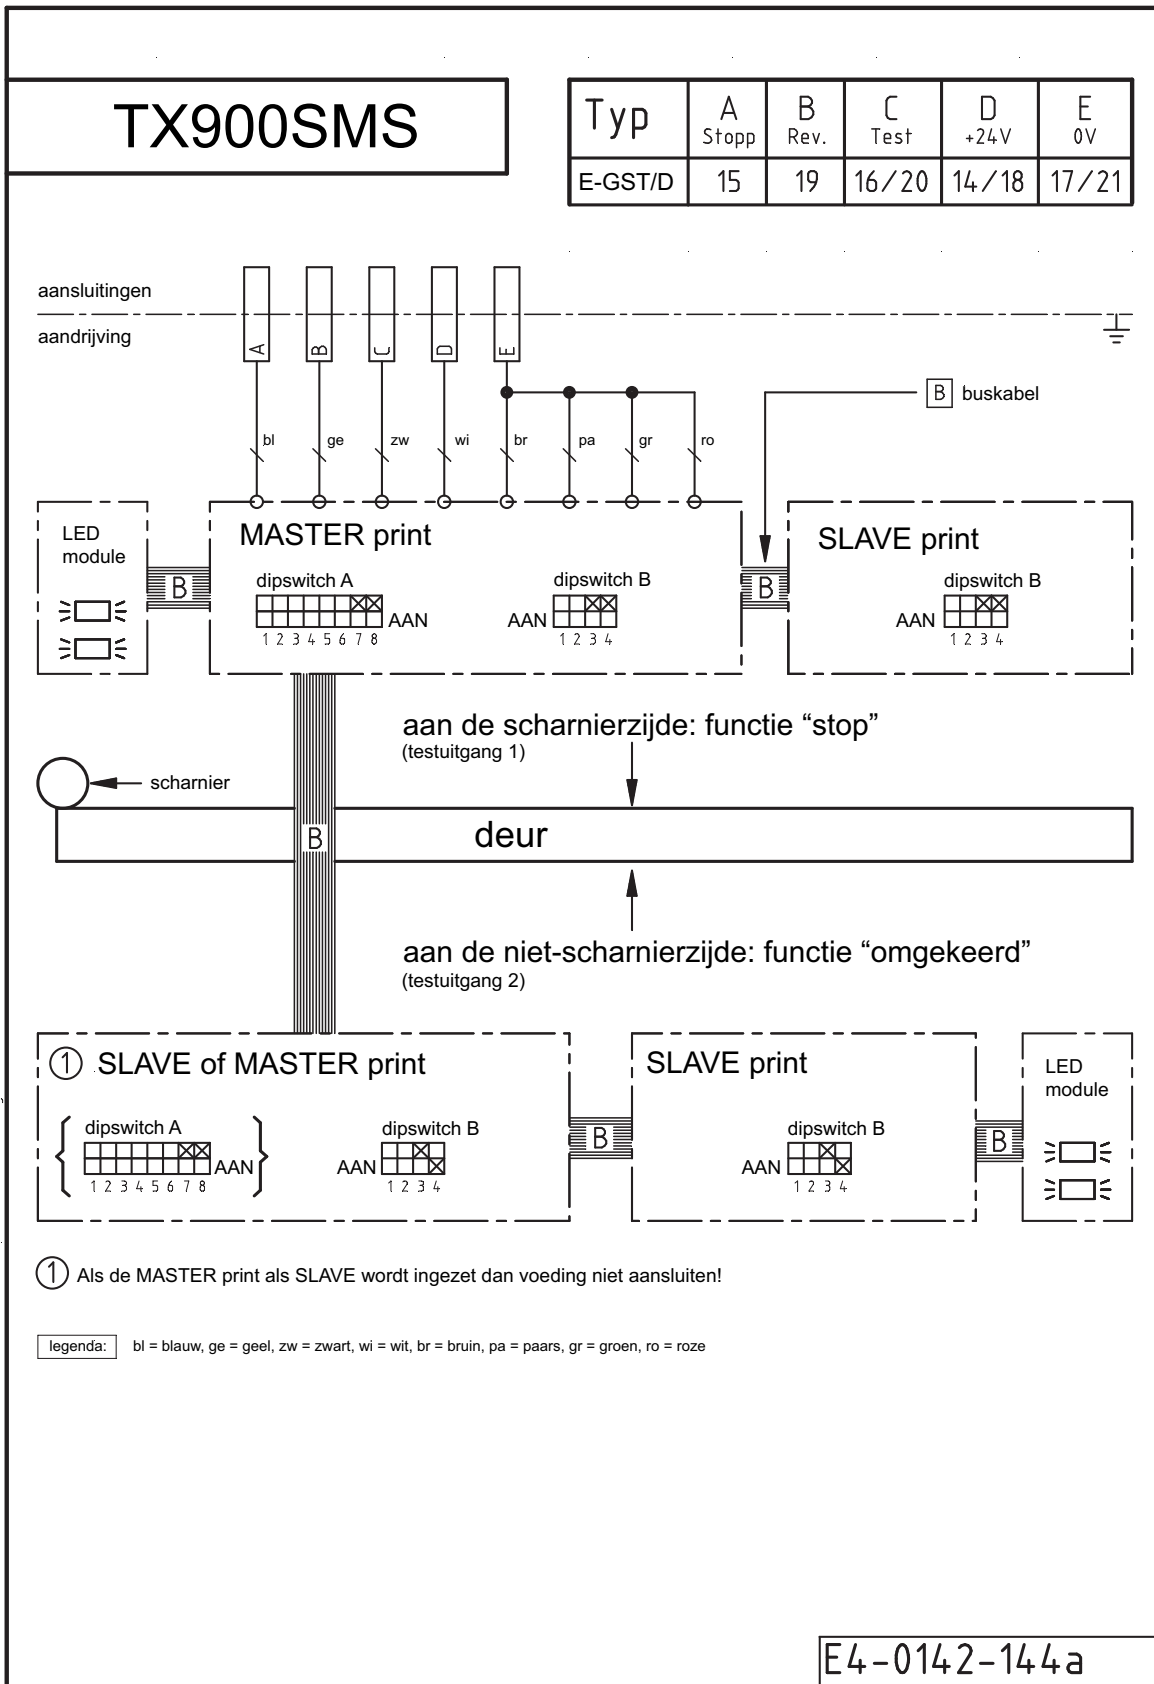 TX900SMS
Typ A B C D E
Stopp Rev. Test +24V 0V
E-GST/D 15 19 16/20 14/18 17/21
aansluitingen
aandrijving
A B C D E
B buskabel
bl ge zw wi br pa gr ro
LED
module
MASTER print
SLAVE print
dipswitch A
AAN
1 2 3 4 5 6 7 8
dipswitch B
AAN
1 2 3 4
dipswitch B
AAN
1 2 3 4
B
B
aan de scharnierzijde: functie “stop”
(testuitgang 1)
scharnier
B
deur
aan de niet-scharnierzijde: functie “omgekeerd”
(testuitgang 2)
1 SLAVE of MASTER print
SLAVE print
LED
module
dipswitch A
AAN
1 2 3 4 5 6 7 8
dipswitch B
AAN
1 2 3 4
B
dipswitch B
AAN
1 2 3 4
B
1 Als de MASTER print als SLAVE wordt ingezet dan voeding niet aansluiten!
legenda: bl = blauw, ge = geel, zw = zwart, wi = wit, br = bruin, pa = paars, gr = groen, ro = roze
E4-0142-144a